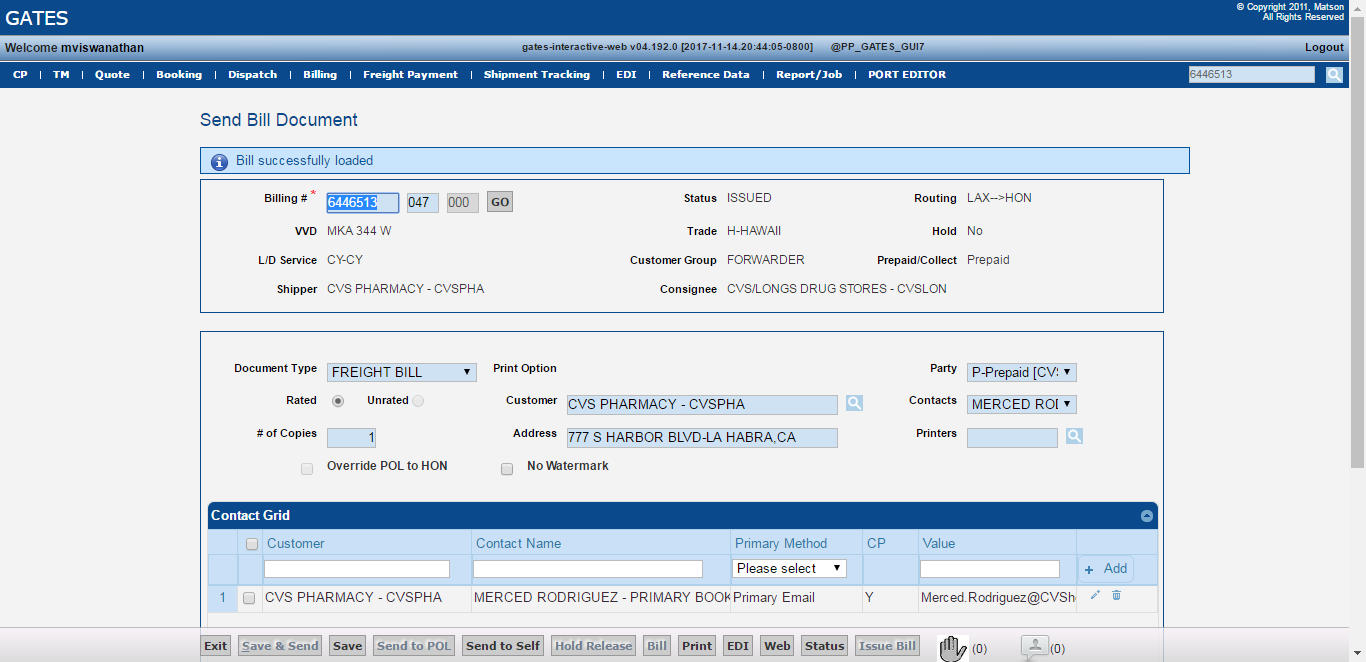 GATES
© Copyright 2011, Matson
All Rights Reserved
Welcome mviswanathan
gates-interactive-web v04.192.0 [2017-11-14.20:44:05-0800] @PP_GATES_GUI7
Logout
CP | TM | Quote | Booking | Dispatch | Billing | Freight Payment | Shipment Tracking | EDI | Reference Data | Report/Job | PORT EDITOR
6446513
Send Bill Document
Bill successfully loaded
Billing # * 6446513 047 000 GO Status ISSUED Routing LAX-->HON
VVD MKA 344 W Trade H-HAWAII Hold No
L/D Service CY-CY Customer Group FORWARDER Prepaid/Collect Prepaid
Shipper CVS PHARMACY - CVSPHA Consignee CVS/LONGS DRUG STORES - CVSLON
Document Type FREIGHT BILL Print Option Party P-Prepaid [CV
Rated Unrated Customer CVS PHARMACY - CVSPHA Contacts MERCED ROD
# of Copies 1 Address 777 S HARBOR BLVD-LA HABRA,CA Printers
Override POL to HON No Watermark
Contact Grid
Customer Contact Name Primary Method CP Value
Please select + Add
1 CVS PHARMACY - CVSPHA MERCED RODRIGUEZ - PRIMARY BOOK Primary Email Y Merced.Rodriguez@CVSh
Exit Save & Send Save Send to POL Send to Self Hold Release Bill Print EDI Web Status Issue Bill (0) (0)